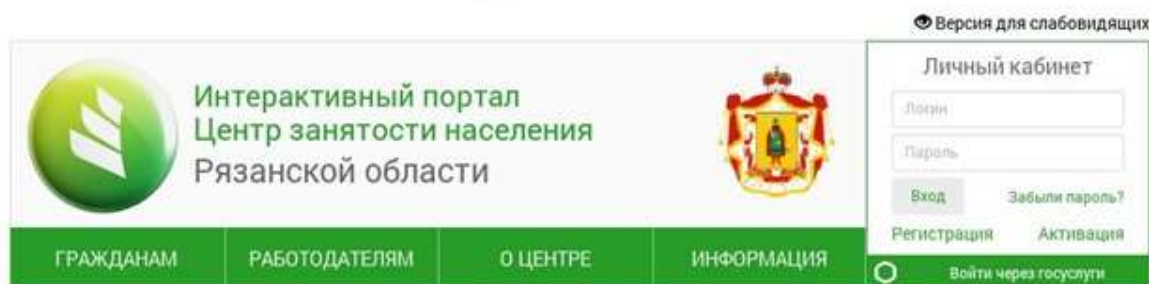 Версия для слабовидящих
Интерактивный портал
Центр занятости населения
Рязанской области
Личный кабинет
Логин
Пароль
Вход Забыли пароль?
Регистрация Активация
ГРАЖДАНАМ РАБОТОДАТЕЛЯМ О ЦЕНТРЕ ИНФОРМАЦИЯ
Войти через госуслуги